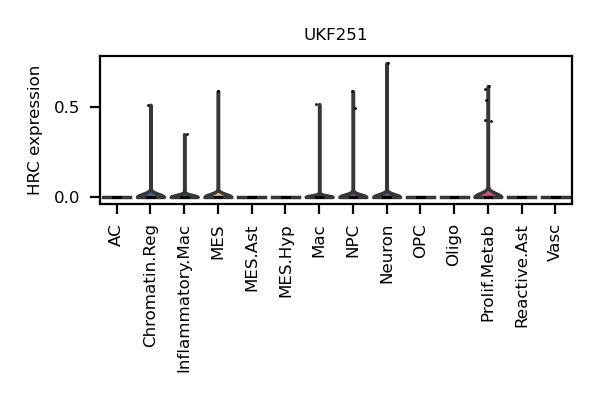 UKF251
HRC expression
0.5
0.0
AC
Chromatin.Reg
Inflammatory.Mac
MES
MES.Ast
MES.Hyp
Mac
NPC
Neuron
OPC
Oligo
Prolif.Metab
Reactive.Ast
Vasc